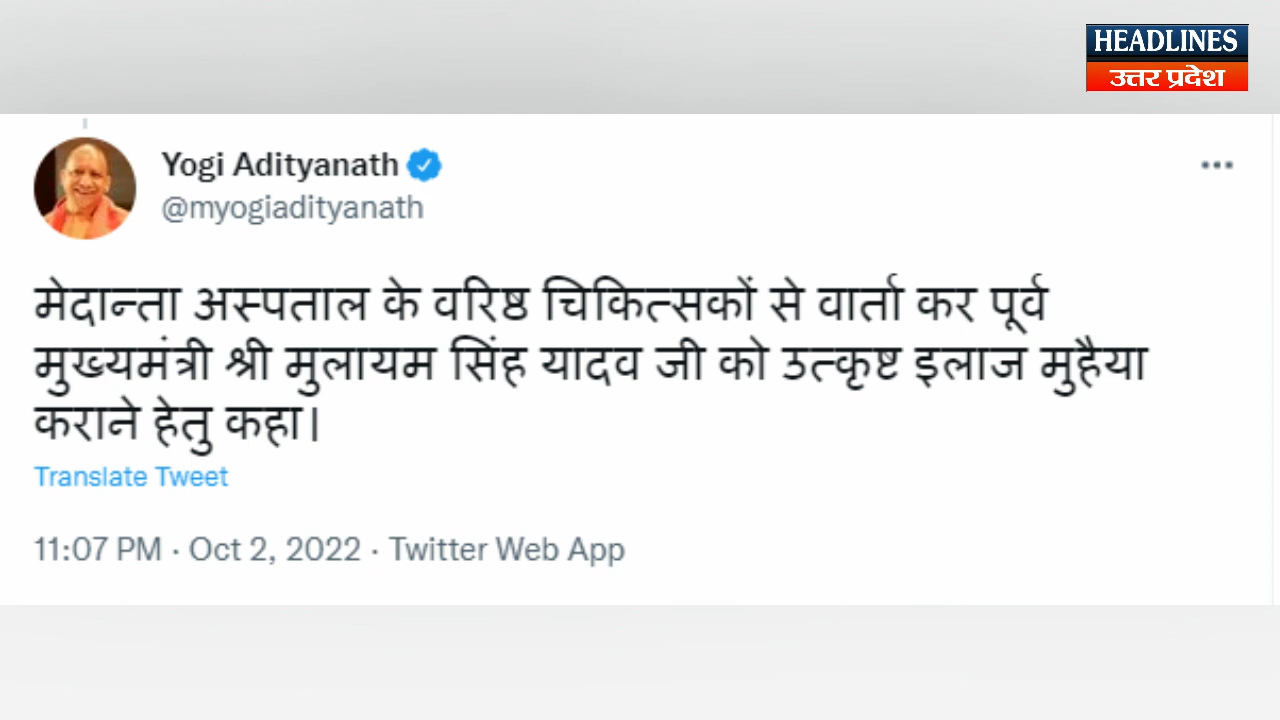 HEADLINES
उत्तर प्रदेश
Yogi Adityanath
@myogiadityanath
मेदान्ता अस्पताल के वरिष्ठ चिकित्सकों से वार्ता कर पूर्व
मुख्यमंत्री श्री मुलायम सिंह यादव जी को उत्कृष्ट इलाज मुहैया
कराने हेतु कहा।
Translate Tweet
11:07 PM · Oct 2, 2022 · Twitter Web App